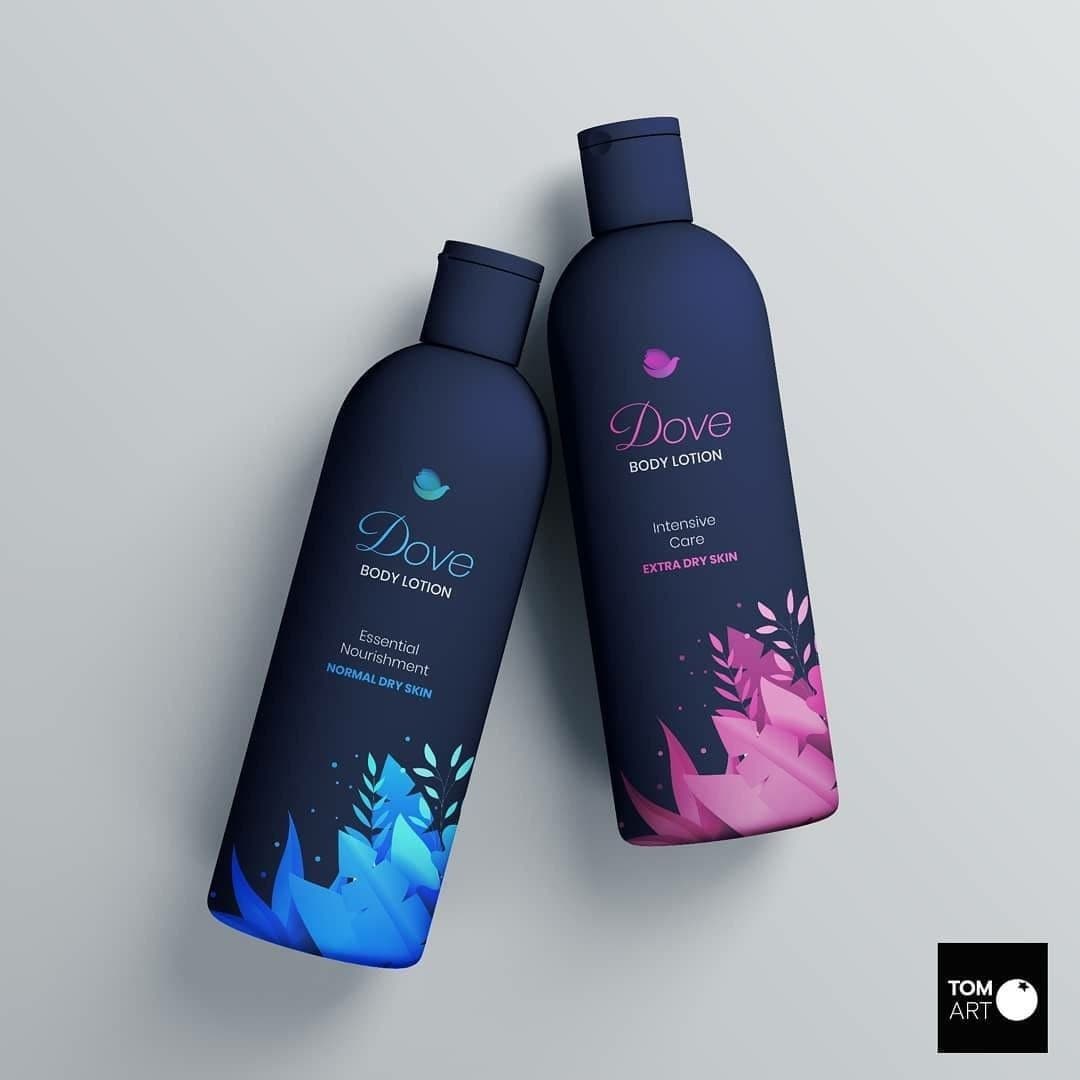 Dove
BODY LOTION
Essential
Nourishment
NORMAL DRY SKIN
Dove
BODY LOTION
Intensive
Care
EXTRA DRY SKIN
TOM
ART